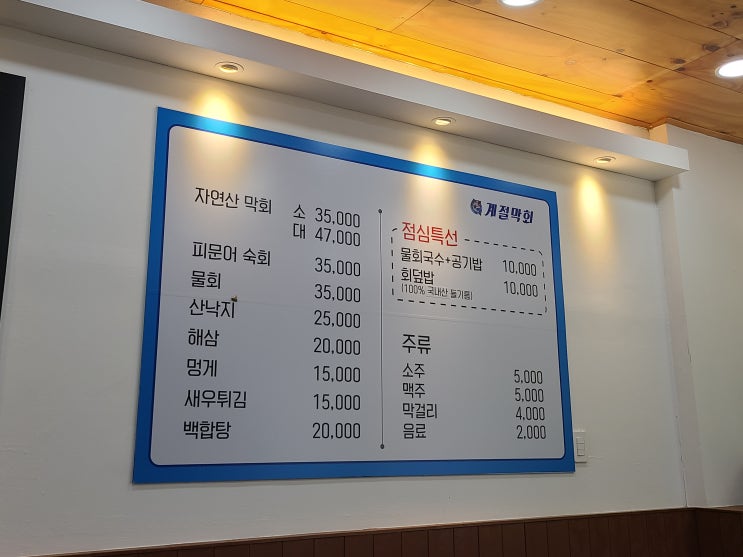 계절막회
자연산 막회 소 35,000
대 47,000
피문어 숙회 35,000
물회 35,000
산낙지 25,000
해삼 20,000
멍게 15,000
새우튀김 15,000
백합탕 20,000
점심특선
물회국수+공기밥 10,000
회덮밥 10,000
(100% 국내산 들기름)
주류
소주 5,000
맥주 5,000
막걸리 4,000
음료 2,000